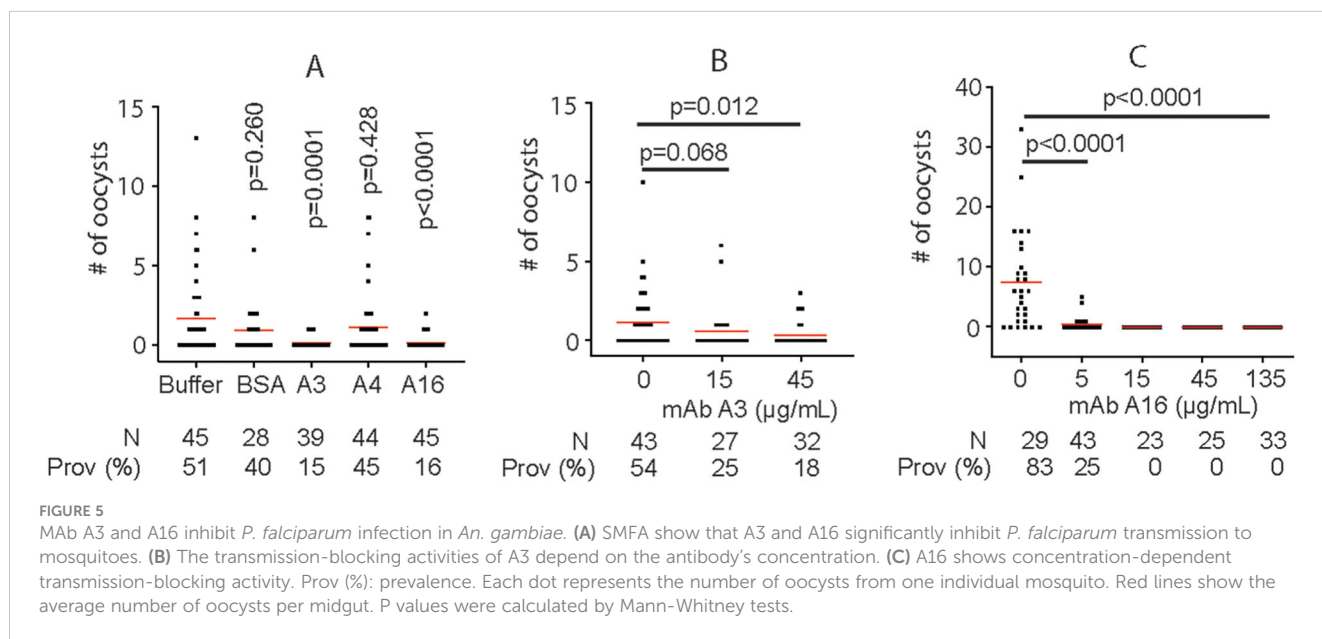 A
15
10
5
0
# of oocysts
p=0.260
p=0.0001
p=0.428
p<0.0001
Buffer BSA A3 A4 A16
N 45 28 39 44 45
Prov (%) 51 40 15 45 16
B
15
10
5
0
# of oocysts
p=0.012
p=0.068
0 15 45
mAb A3 (µg/mL)
N 43 27 32
Prov (%) 54 25 18
C
40
30
20
10
0
# of oocysts
p<0.0001
p<0.0001
0 5 15 45 135
mAb A16 (µg/mL)
N 29 43 23 25 33
Prov (%) 83 25 0 0 0
FIGURE 5
MAb A3 and A16 inhibit P. falciparum infection in An. gambiae. (A) SMFA show that A3 and A16 significantly inhibit P. falciparum transmission to
mosquitoes. (B) The transmission-blocking activities of A3 depend on the antibody's concentration. (C) A16 shows concentration-dependent
transmission-blocking activity. Prov (%): prevalence. Each dot represents the number of oocysts from one individual mosquito. Red lines show the
average number of oocysts per midgut. P values were calculated by Mann-Whitney tests.